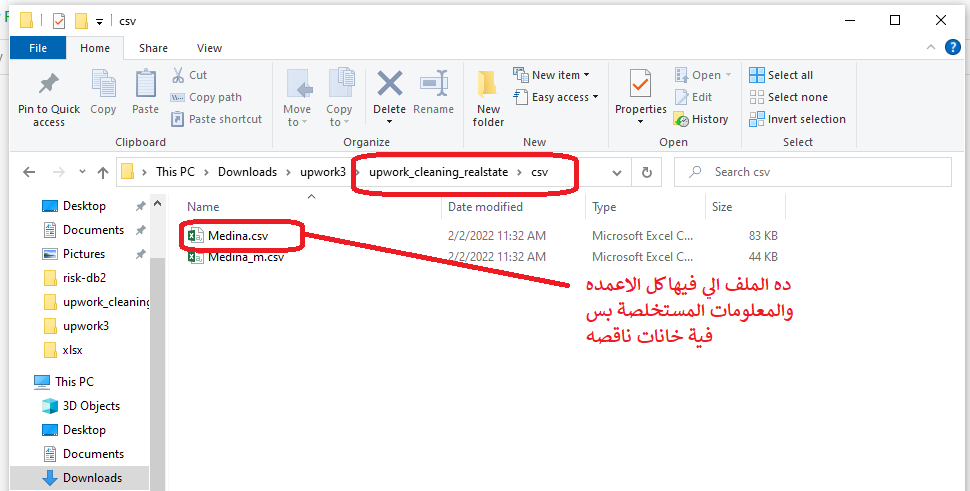 csv
File
Home
Share
View
Pin to Quick access
Copy
Paste
Cut
Copy path
Paste shortcut
Clipboard
Move to
Copy to
Delete
Rename
Organize
New folder
New item
Easy access
New
Properties
Open
Edit
History
Open
Select all
Select none
Invert selection
Select
This PC
Downloads
upwork3
upwork_cleaning_realstate
csv
Search csv
Name
Date modified
Type
Size
Medina.csv
2/2/2022 11:32 AM
Microsoft Excel C...
83 KB
Medina_m.csv
2/2/2022 11:32 AM
Microsoft Excel C...
44 KB
ده الملف الي فيها كل الاعمده
والمعلومات المستخلصة بس
فية خانات ناقصه
Desktop
Documents
Pictures
risk-db2
upwork_cleaning
upwork3
xlsx
This PC
3D Objects
Desktop
Documents
Downloads